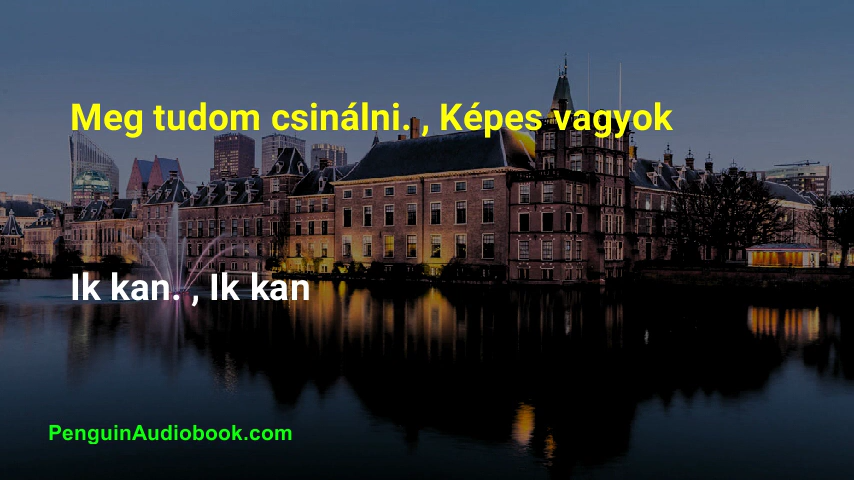 Meg tudom csinálni. , Képes vagyok
Ik kan. , Ik kan
PenguinAudiobook.com